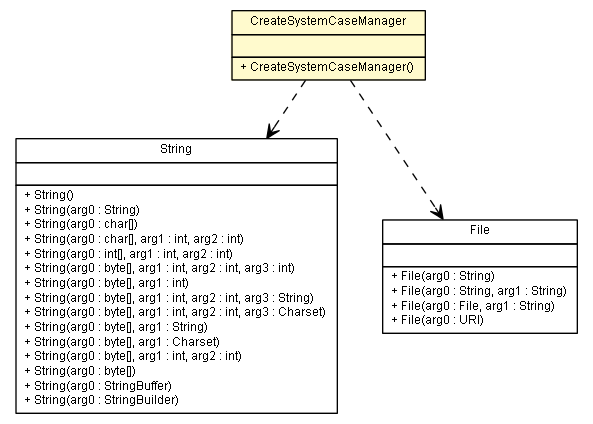 CreateSystemCaseManager
+ CreateSystemCaseManager()
String
+ String()
+ String(arg0 : String)
+ String(arg0 : char[])
+ String(arg0 : char[], arg1 : int, arg2 : int)
+ String(arg0 : int[], arg1 : int, arg2 : int)
+ String(arg0 : byte[], arg1 : int, arg2 : int, arg3 : int)
+ String(arg0 : byte[], arg1 : int)
+ String(arg0 : byte[], arg1 : int, arg2 : int, arg3 : String)
+ String(arg0 : byte[], arg1 : int, arg2 : int, arg3 : Charset)
+ String(arg0 : byte[], arg1 : String)
+ String(arg0 : byte[], arg1 : Charset)
+ String(arg0 : byte[], arg1 : int, arg2 : int)
+ String(arg0 : byte[])
+ String(arg0 : StringBuffer)
+ String(arg0 : StringBuilder)
File
+ File(arg0 : String)
+ File(arg0 : String, arg1 : String)
+ File(arg0 : File, arg1 : String)
+ File(arg0 : URI)